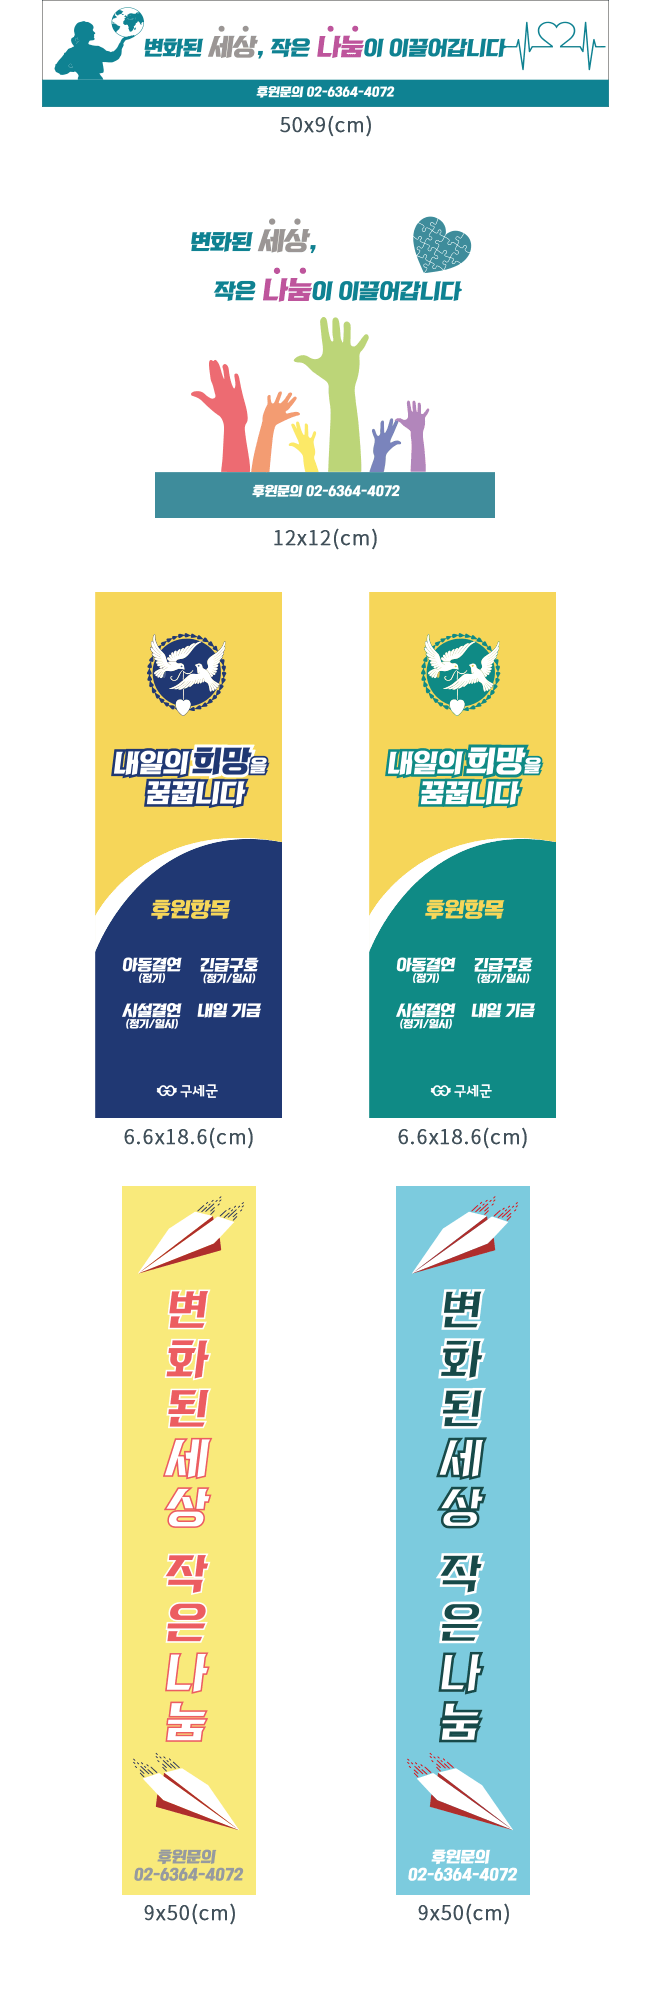 변화된 세상, 작은 나눔이 이끌어갑니다
후원문의 02-6364-4072
50x9(cm)
변화된 세상,
작은 나눔이 이끌어갑니다
후원문의 02-6364-4072
12x12(cm)
내일의 희망을
꿈꿉니다
후원항목
아동결연 긴급구호
(정기) (정기/일시)
시설결연 내일 기금
(정기/일시)
구세군
6.6x18.6(cm)
내일의 희망을
꿈꿉니다
후원항목
아동결연 긴급구호
(정기) (정기/일시)
시설결연 내일 기금
(정기/일시)
구세군
6.6x18.6(cm)
변화된세상 작은나눔
후원문의
02-6364-4072
9x50(cm)
변화된세상 작은나눔
후원문의
02-6364-4072
9x50(cm)